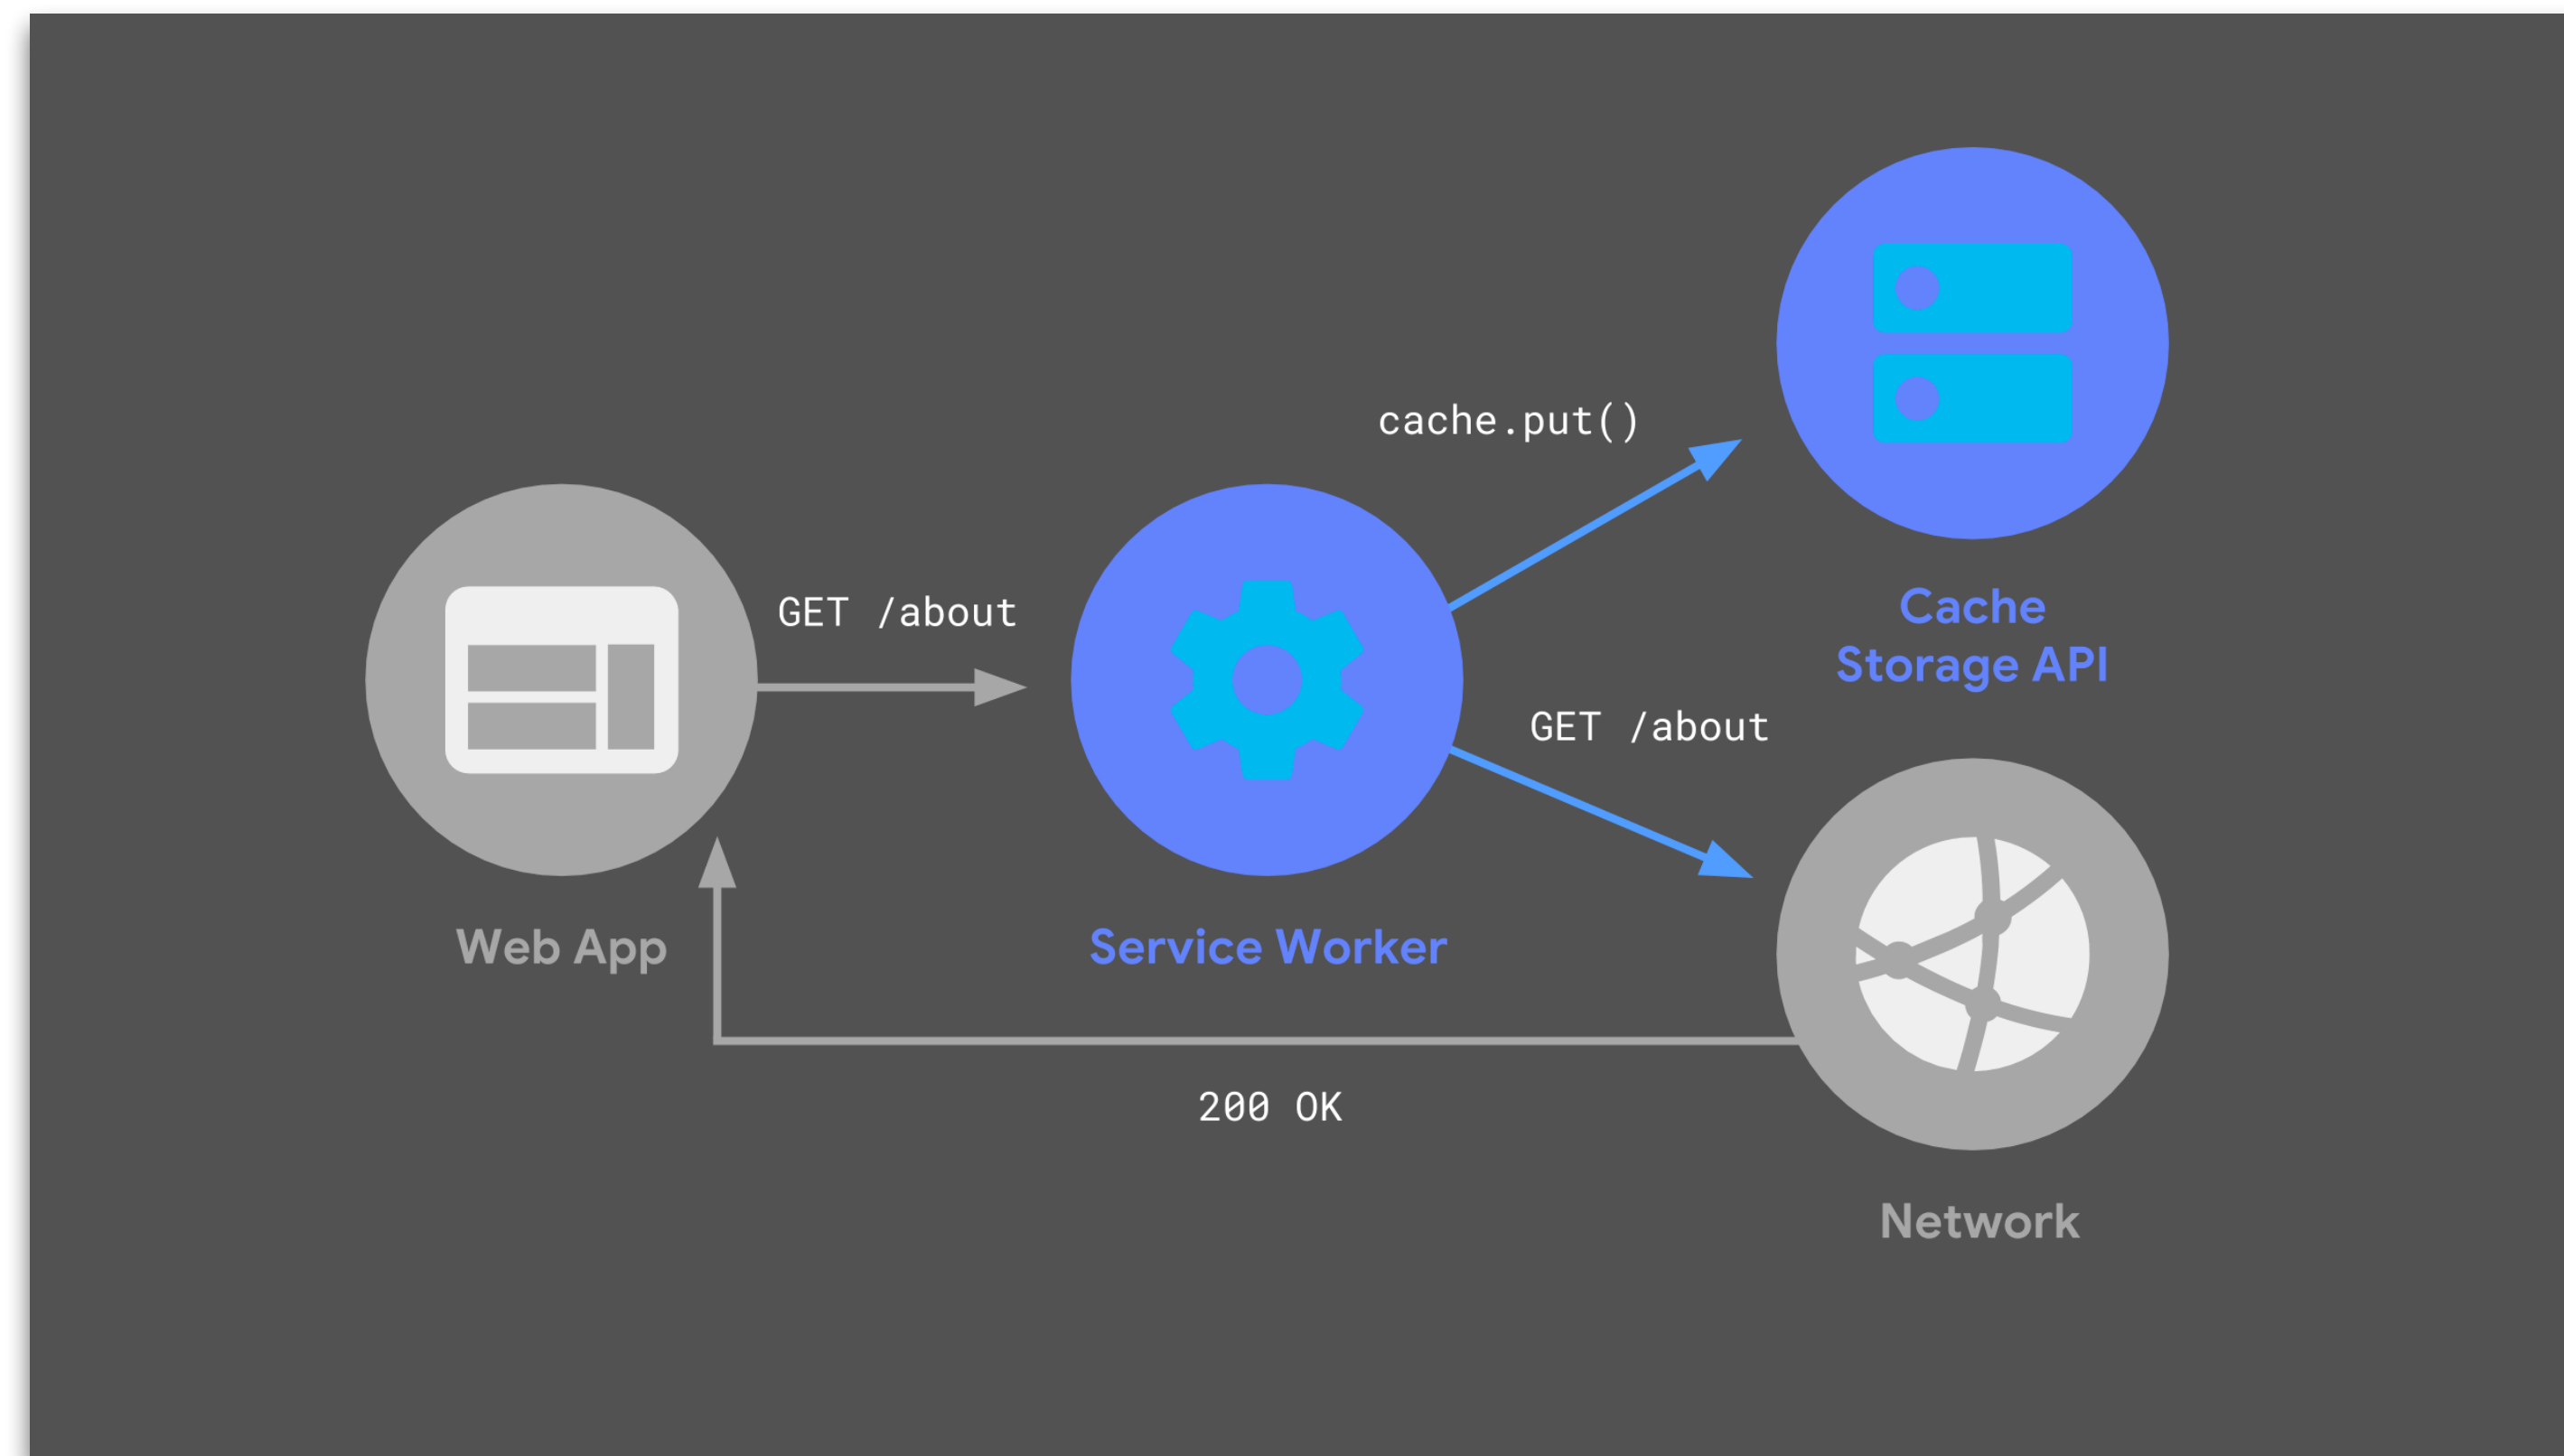 cache.put()
GET /about
Cache
Storage API
GET /about
Web App
Service Worker
200 OK
Network